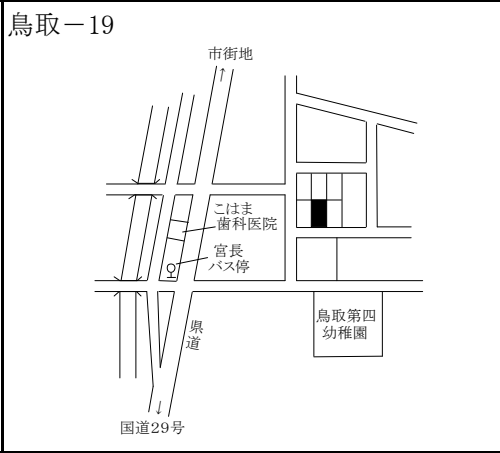 鳥取－19
市街地
↑
こはま
歯科医院
宮長
バス停
県道
鳥取第四
幼稚園
↓
国道29号